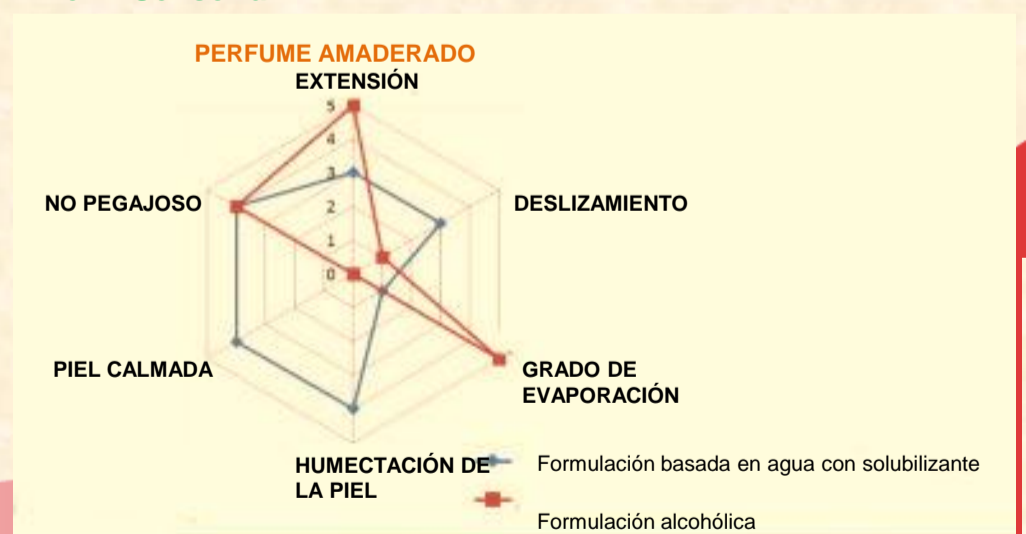 PERFUME AMADERADO
EXTENSIÓN
5
4
3
2
1
0
NO PEGAJOSO
DESLIZAMIENTO
PIEL CALMADA
GRADO DE
EVAPORACIÓN
HUMECTACIÓN DE
LA PIEL
Formulación basada en agua con solubilizante
Formulación alcohólica